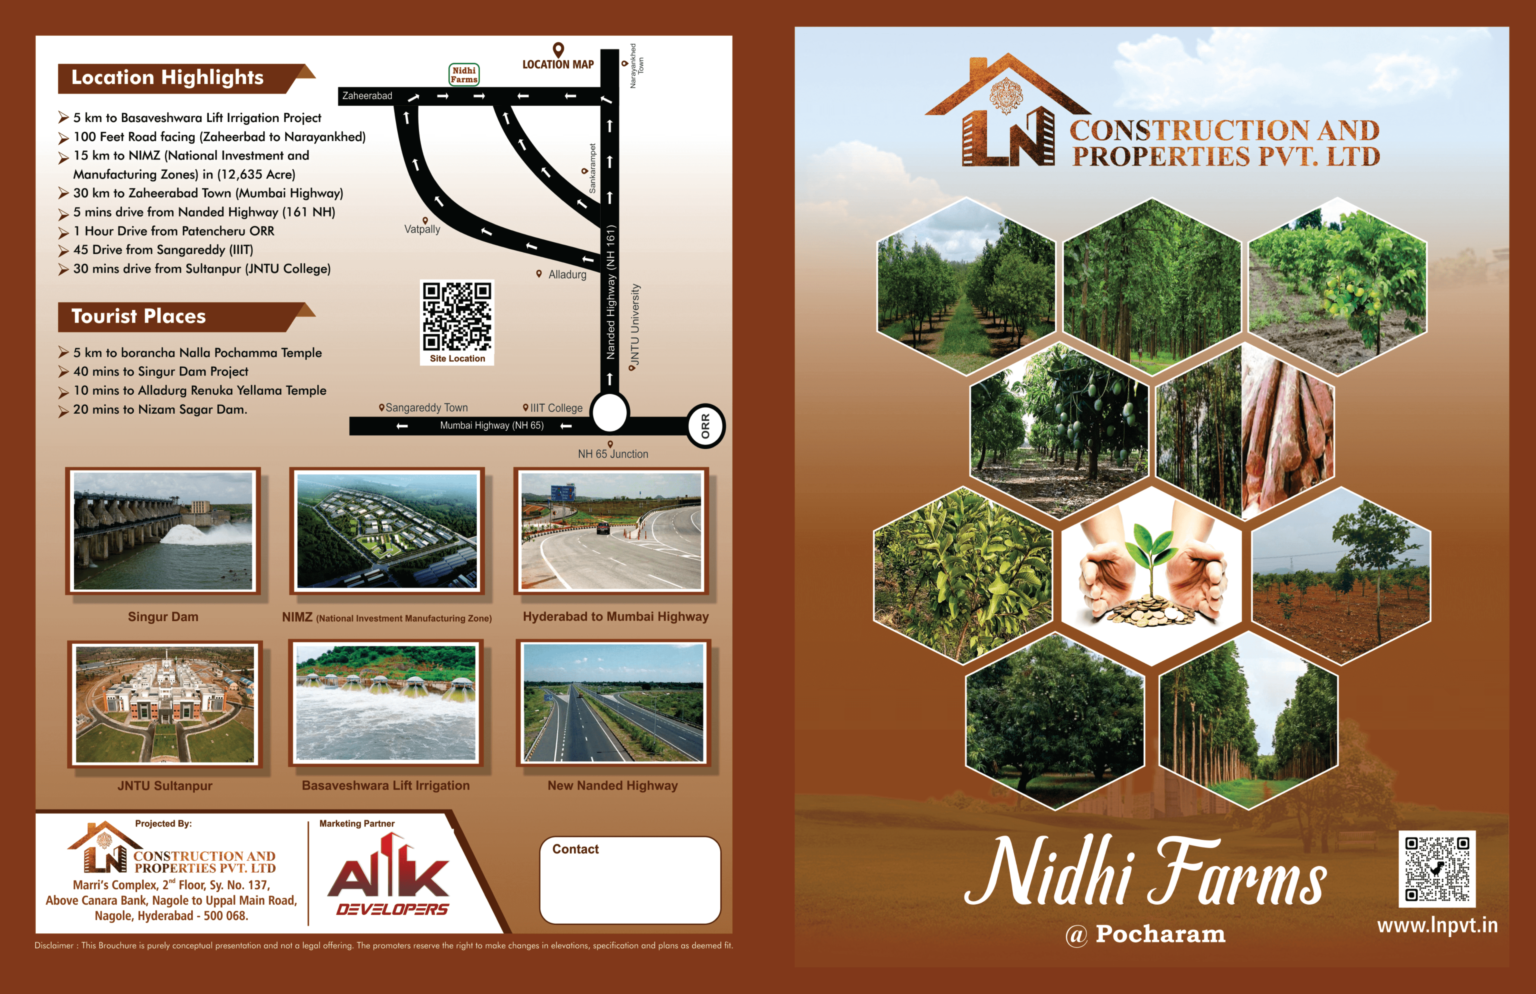 Location Highlights
5 km to Basaveshwara Lift Irrigation Project
100 Feet Road facing (Zaheerbad to Narayankhed)
15 km to NIMZ (National Investment and
Manufacturing Zones) in (12,635 Acre)
30 km to Zaheerabad Town (Mumbai Highway)
5 mins drive from Nanded Highway (161 NH)
1 Hour Drive from Patencheru ORR
45 Drive from Sangareddy (IIIT)
30 mins drive from Sultanpur (JNTU College)
Tourist Places
5 km to borancha Nalla Pochamma Temple
40 mins to Singur Dam Project
10 mins to Alladurg Renuka Yellama Temple
20 mins to Nizam Sagar Dam.
LOCATION MAP
Narayankhed
Town
Nidhi
Farms
Zaheerabad
Sankarampet
Vatpally
Alladurg
Nanded Highway (NH 161)
JNTU University
Site Location
Sangareddy Town
IIIT College
Mumbai Highway (NH 65)
ORR
NH 65 Junction
Singur Dam
NIMZ (National Investment Manufacturing Zone)
Hyderabad to Mumbai Highway
JNTU Sultanpur
Basaveshwara Lift Irrigation
New Nanded Highway
Projected By:
LN CONSTRUCTION AND
PROPERTIES PVT. LTD
Marri's Complex, 2nd Floor, Sy. No. 137,
Above Canara Bank, Nagole to Uppal Main Road,
Nagole, Hyderabad - 500 068.
Marketing Partner
AIIK
DEVELOPERS
Contact
Disclaimer : This Brouchure is purely conceptual presentation and not a legal offering. The promoters reserve the right to make changes in elevations, specification and plans as deemed fit.
LN CONSTRUCTION AND
PROPERTIES PVT. LTD
Nidhi Farms
@ Pocharam
www.lnpvt.in